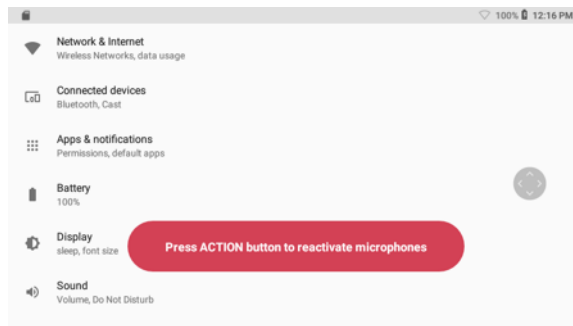 100% 12:16 PM
Network & Internet
Wireless Networks, data usage
Connected devices
Bluetooth, Cast
Apps & notifications
Permissions, default apps
Battery
100%
Display
sleep, font size
Press ACTION button to reactivate microphones
Sound
Volume, Do Not Disturb